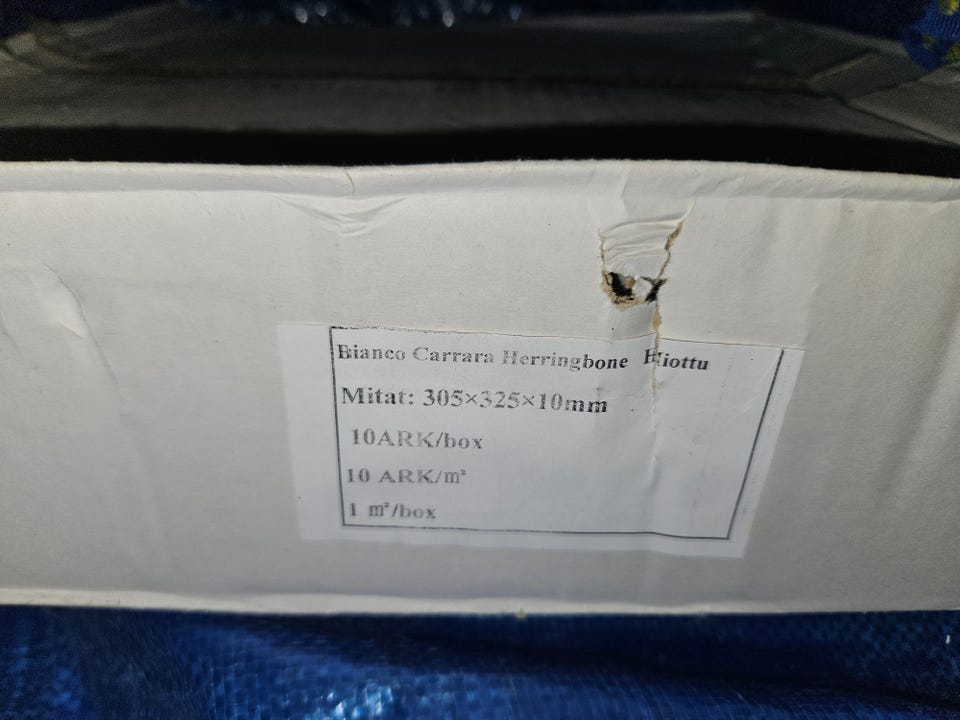 Bianco Carrara Herringbone Hiottu
Mitat: 305×325×10mm
10ARK/box
10 ARK/m²
1 m²/box